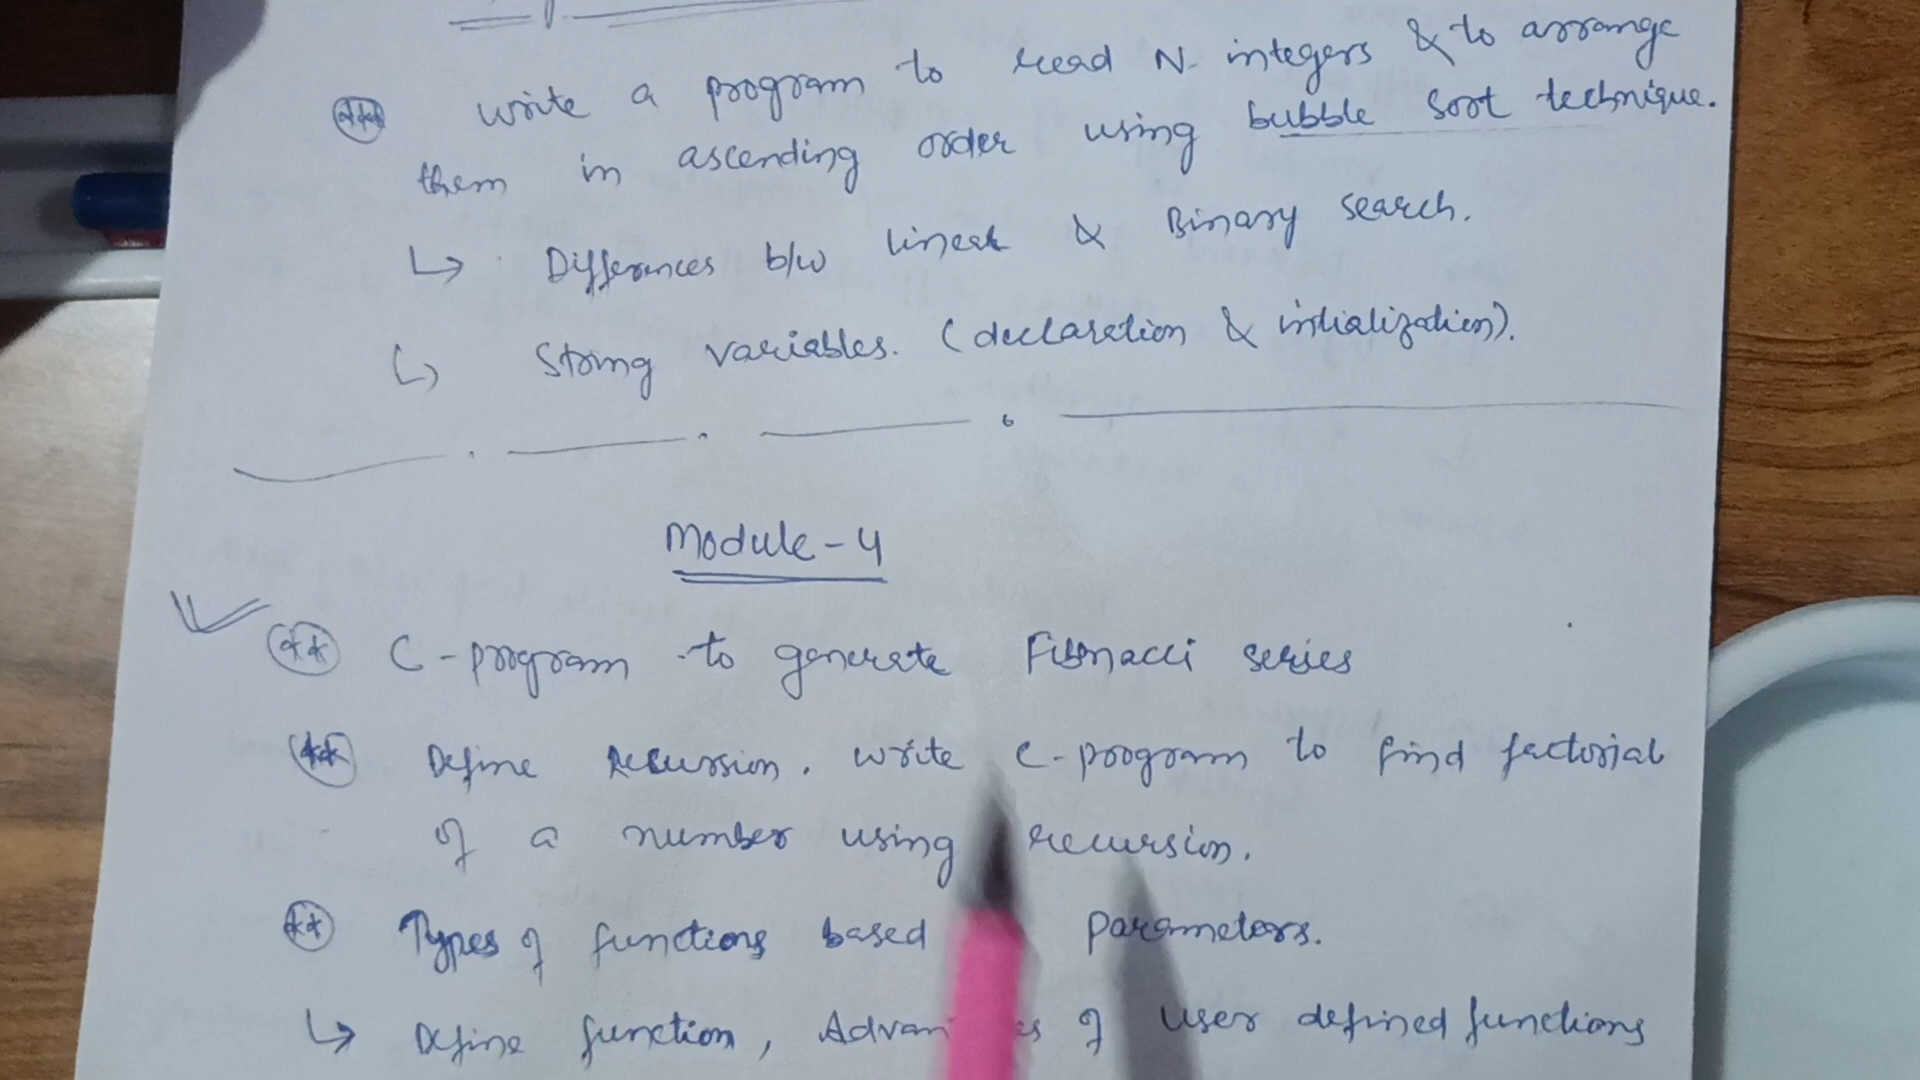 *** Write a program to read N- integers & to arrange
them in ascending order using bubble sort technique.
↳ Differences b/w linear & Binary search.
↳ String variables. (declaration & initialization).
Module-4
** C-program to generate Fibonacci series
** Define Recursion. write C-program to find factorial
of a number using recursion.
** Types of functions based parameters.
↳ Define function, of user defined functions